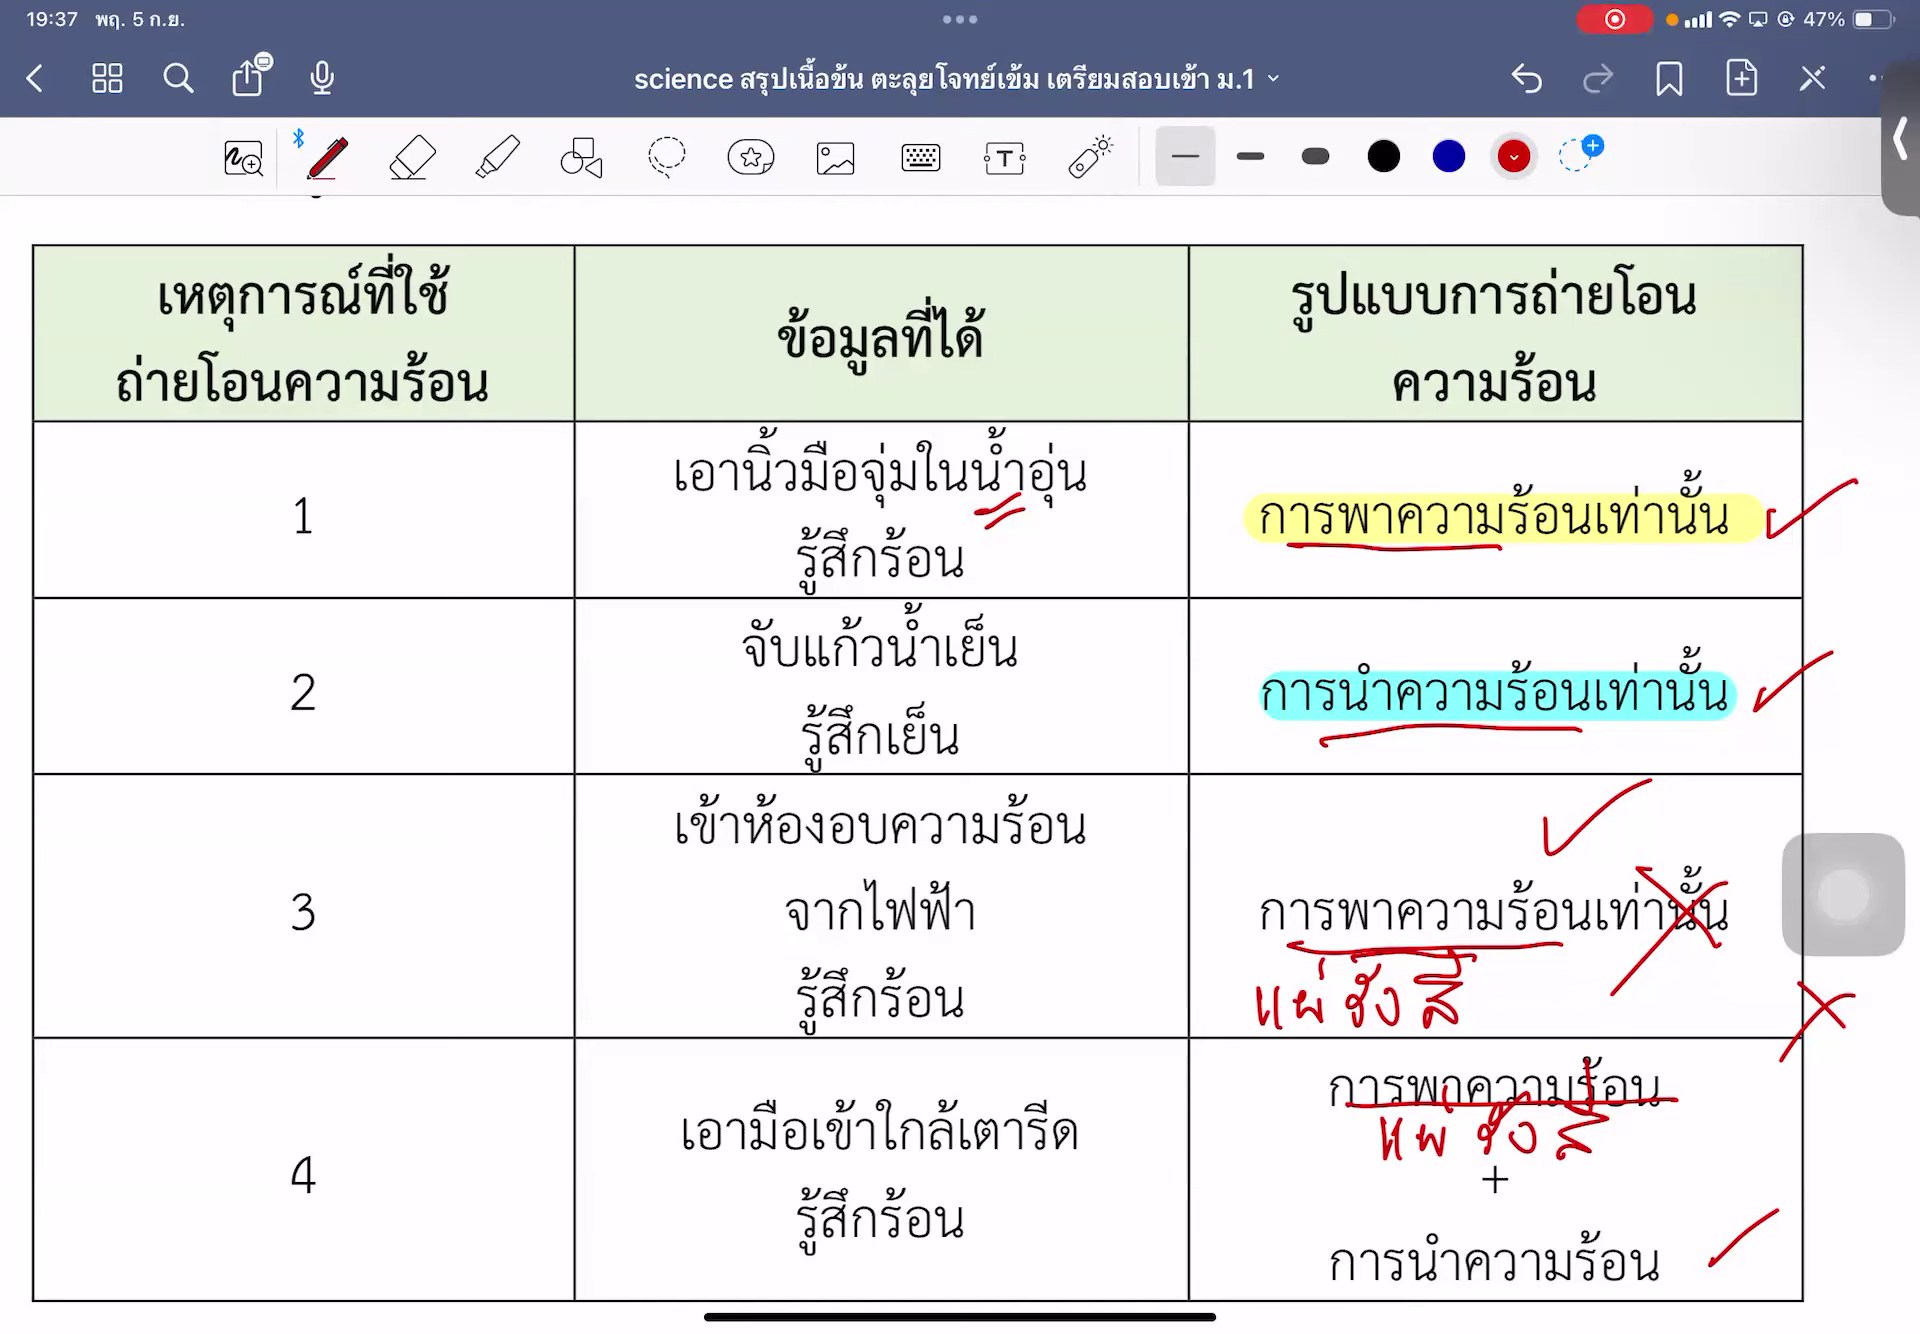 19:37 พฤ. 5 ก.ย.
47%
science สรุปเนื้อข้น ตะลุยโจทย์เข้ม เตรียมสอบเข้า ม.1
เหตุการณ์ที่ใช้
ถ่ายโอนความร้อน
ข้อมูลที่ได้
รูปแบบการถ่ายโอน
ความร้อน
1
เอานิ้วมือจุ่มในน้ำอุ่น
รู้สึกร้อน
การพาความร้อนเท่านั้น
2
จับแก้วน้ำเย็น
รู้สึกเย็น
การนำความร้อนเท่านั้น
3
เข้าห้องอบความร้อน
จากไฟฟ้า
รู้สึกร้อน
การพาความร้อนเท่านั้น
แผ่รังสี
4
เอามือเข้าใกล้เตารีด
รู้สึกร้อน
การพาความร้อน
แผ่รังสี
+
การนำความร้อน